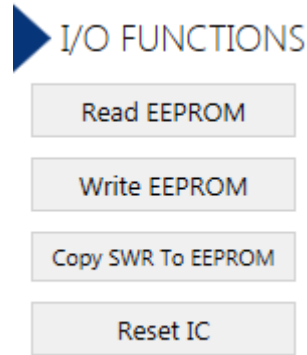 I/O FUNCTIONS
Read EEPROM
Write EEPROM
Copy SWR To EEPROM
Reset IC